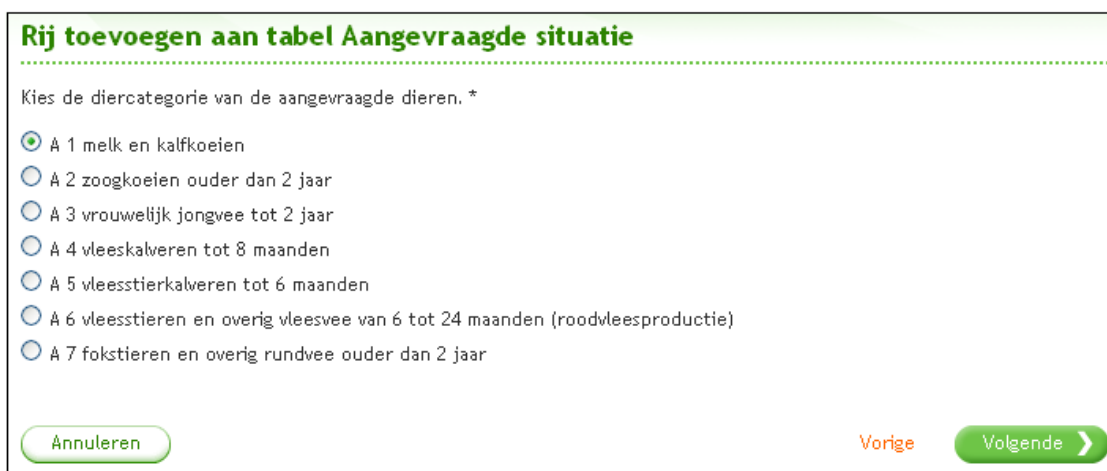 Rij toevoegen aan tabel Aangevraagde situatie
Kies de diercategorie van de aangevraagde dieren. *
A 1 melk en kalfkoeien
A 2 zoogkoeien ouder dan 2 jaar
A 3 vrouwelijk jongvee tot 2 jaar
A 4 vleeskalveren tot 8 maanden
A 5 vleesstierkalveren tot 6 maanden
A 6 vleesstieren en overig vleesvee van 6 tot 24 maanden (roodvleesproductie)
A 7 fokstieren en overig rundvee ouder dan 2 jaar
Annuleren Vorige Volgende ❯